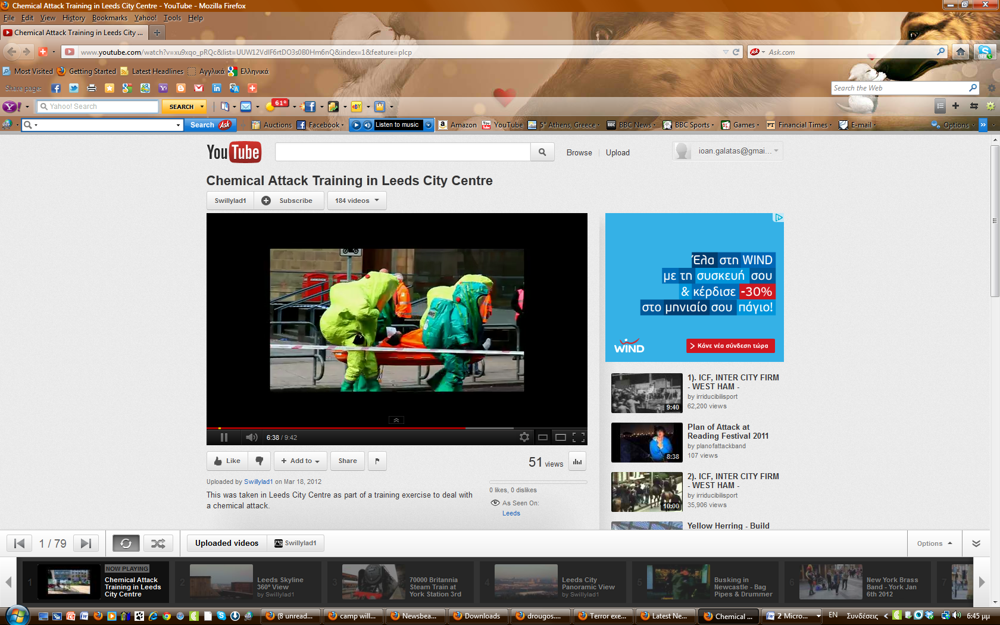 Chemical Attack Training in Leeds City Centre - YouTube - Mozilla Firefox
File Edit View History Bookmarks Yahoo! Tools Help
Chemical Attack Training in Leeds City ...
www.youtube.com/watch?v=xu9xqo_pRQc&list=UUW12VdIF6rtDO3s0B0Hm6nQ&index=1&feature=plcp
Ask Ask.com
Most Visited Getting Started Latest Headlines Αγγλικά Ελληνικά
Share page:
Search the Web
Y! Yahoo! Search SEARCH 61° ebY
Search Ask Auctions Facebook Listen to music Amazon YouTube 5° Athens, Greece BBC News BBC Sports Games Financial Times E-mail Options
YouTube Browse Upload ioan.galatas@gmai...
Chemical Attack Training in Leeds City Centre
Swillylad1 Subscribe 184 videos
Έλα στη WIND
με τη συσκευή σου
& κέρδισε -30%
στο μηνιαίο σου πάγιο!
WIND Κάνε νέα σύνδεση τώρα
1). ICF, INTER CITY FIRM
- WEST HAM -
by irriducibilisport
62,200 views
9:40
Plan of Attack at
Reading Festival 2011
by planofattackband
107 views
8:38
2). ICF, INTER CITY FIRM
- WEST HAM -
by irriducibilisport
35,906 views
10:00
Yellow Herring - Build
6:38 / 9:42
Like Add to Share 51 views
Uploaded by Swillylad1 on Mar 18, 2012
This was taken in Leeds City Centre as part of a training exercise to deal with
a chemical attack.
0 likes, 0 dislikes
As Seen On:
Leeds
1 / 79 Uploaded videos Swillylad1 Options
1 NOW PLAYING
Chemical Attack
Training in Leeds
City Centre
2 Leeds Skyline
360° View
by Swillylad1
3 70000 Britannia
Steam Train at
York Station 3rd
4 Leeds City
Panoramic View
by Swillylad1
5 Busking in
Newcastle - Bag
Pipes & Drummer
6 New York Brass
Band - York Jan
6th 2012
7
(8 unread... camp will... Newsbea... Downloads drougos.... Terror exe... Latest Ne... Chemical ... 2 Micro... EN Συνδέσεις 6:45 μμ